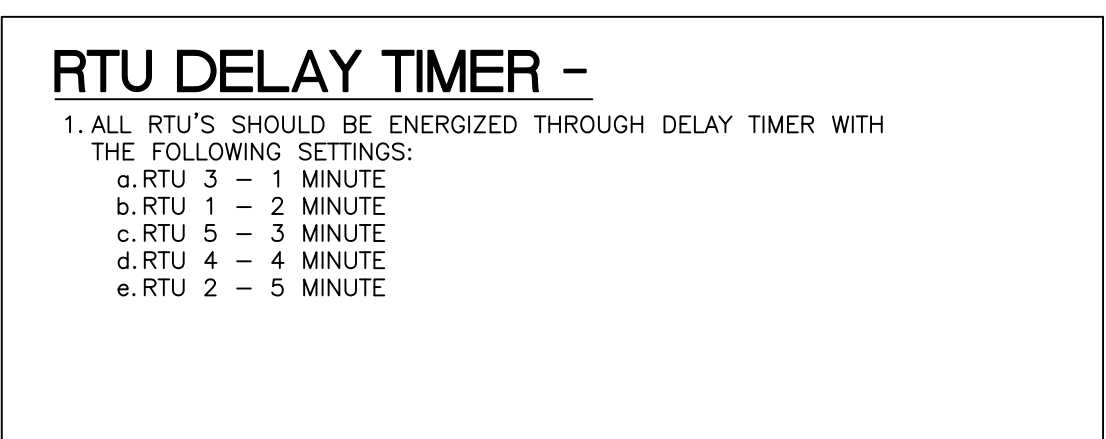 RTU DELAY TIMER -
1. ALL RTU'S SHOULD BE ENERGIZED THROUGH DELAY TIMER WITH
THE FOLLOWING SETTINGS:
a. RTU 3 - 1 MINUTE
b. RTU 1 - 2 MINUTE
c. RTU 5 - 3 MINUTE
d. RTU 4 - 4 MINUTE
e. RTU 2 - 5 MINUTE